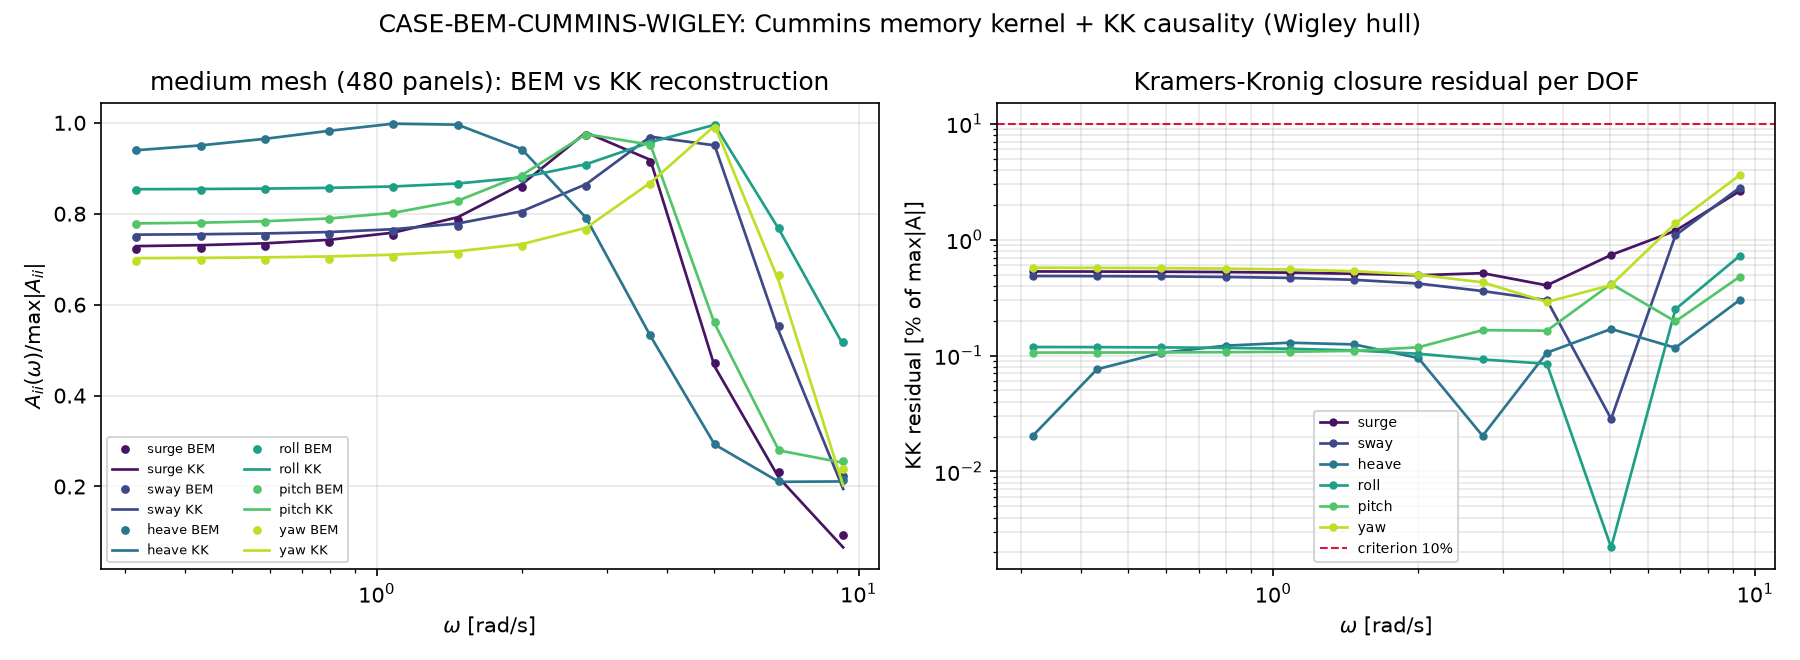 CASE-BEM-CUMMINS-WIGLEY: Cummins memory kernel + KK causality (Wigley hull)
medium mesh (480 panels): BEM vs KK reconstruction
1.0
0.8
0.6
0.4
0.2
A_ii(ω)/max|A_ii|
surge BEM
surge KK
sway BEM
sway KK
heave BEM
heave KK
roll BEM
roll KK
pitch BEM
pitch KK
yaw BEM
yaw KK
10^0
10^1
ω [rad/s]
Kramers-Kronig closure residual per DOF
10^1
10^0
10^−1
10^−2
KK residual [% of max|A|]
surge
sway
heave
roll
pitch
yaw
criterion 10%
10^0
10^1
ω [rad/s]